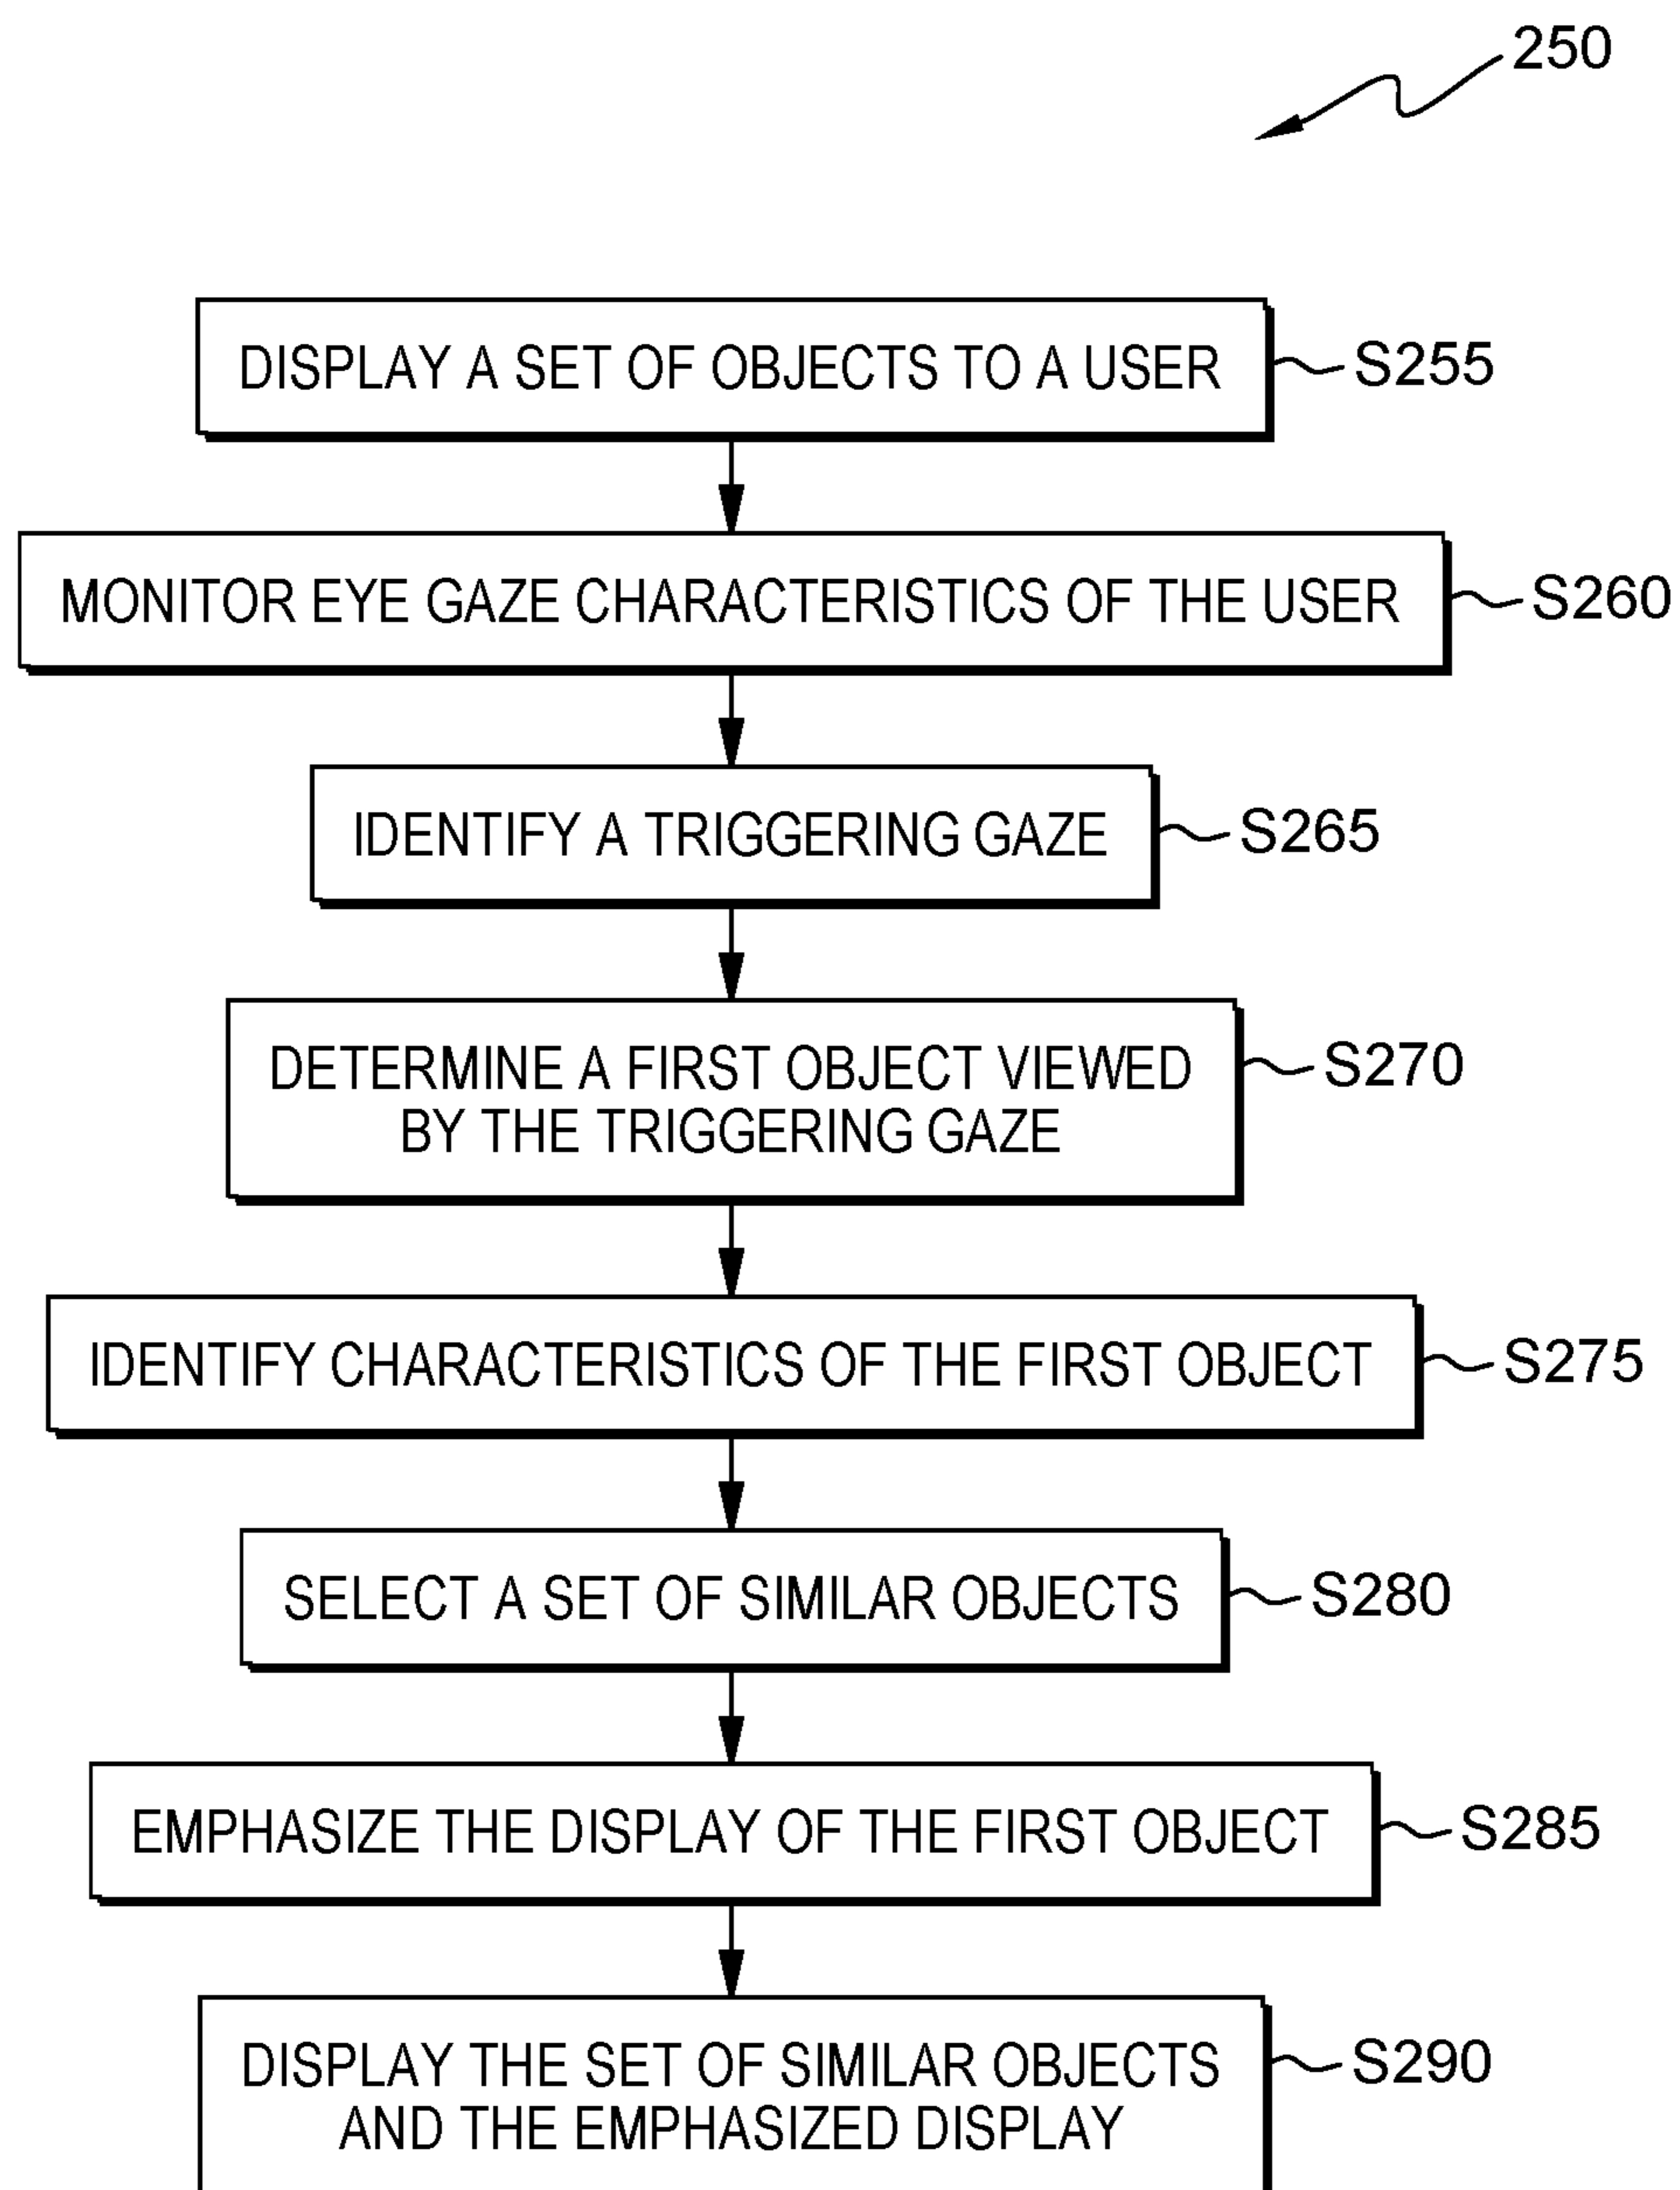 250
DISPLAY A SET OF OBJECTS TO A USER
S255
MONITOR EYE GAZE CHARACTERISTICS OF THE USER
S260
IDENTIFY A TRIGGERING GAZE
S265
DETERMINE A FIRST OBJECT VIEWED
BY THE TRIGGERING GAZE
S270
IDENTIFY CHARACTERISTICS OF THE FIRST OBJECT
S275
SELECT A SET OF SIMILAR OBJECTS
S280
EMPHASIZE THE DISPLAY OF THE FIRST OBJECT
S285
DISPLAY THE SET OF SIMILAR OBJECTS
AND THE EMPHASIZED DISPLAY
S290